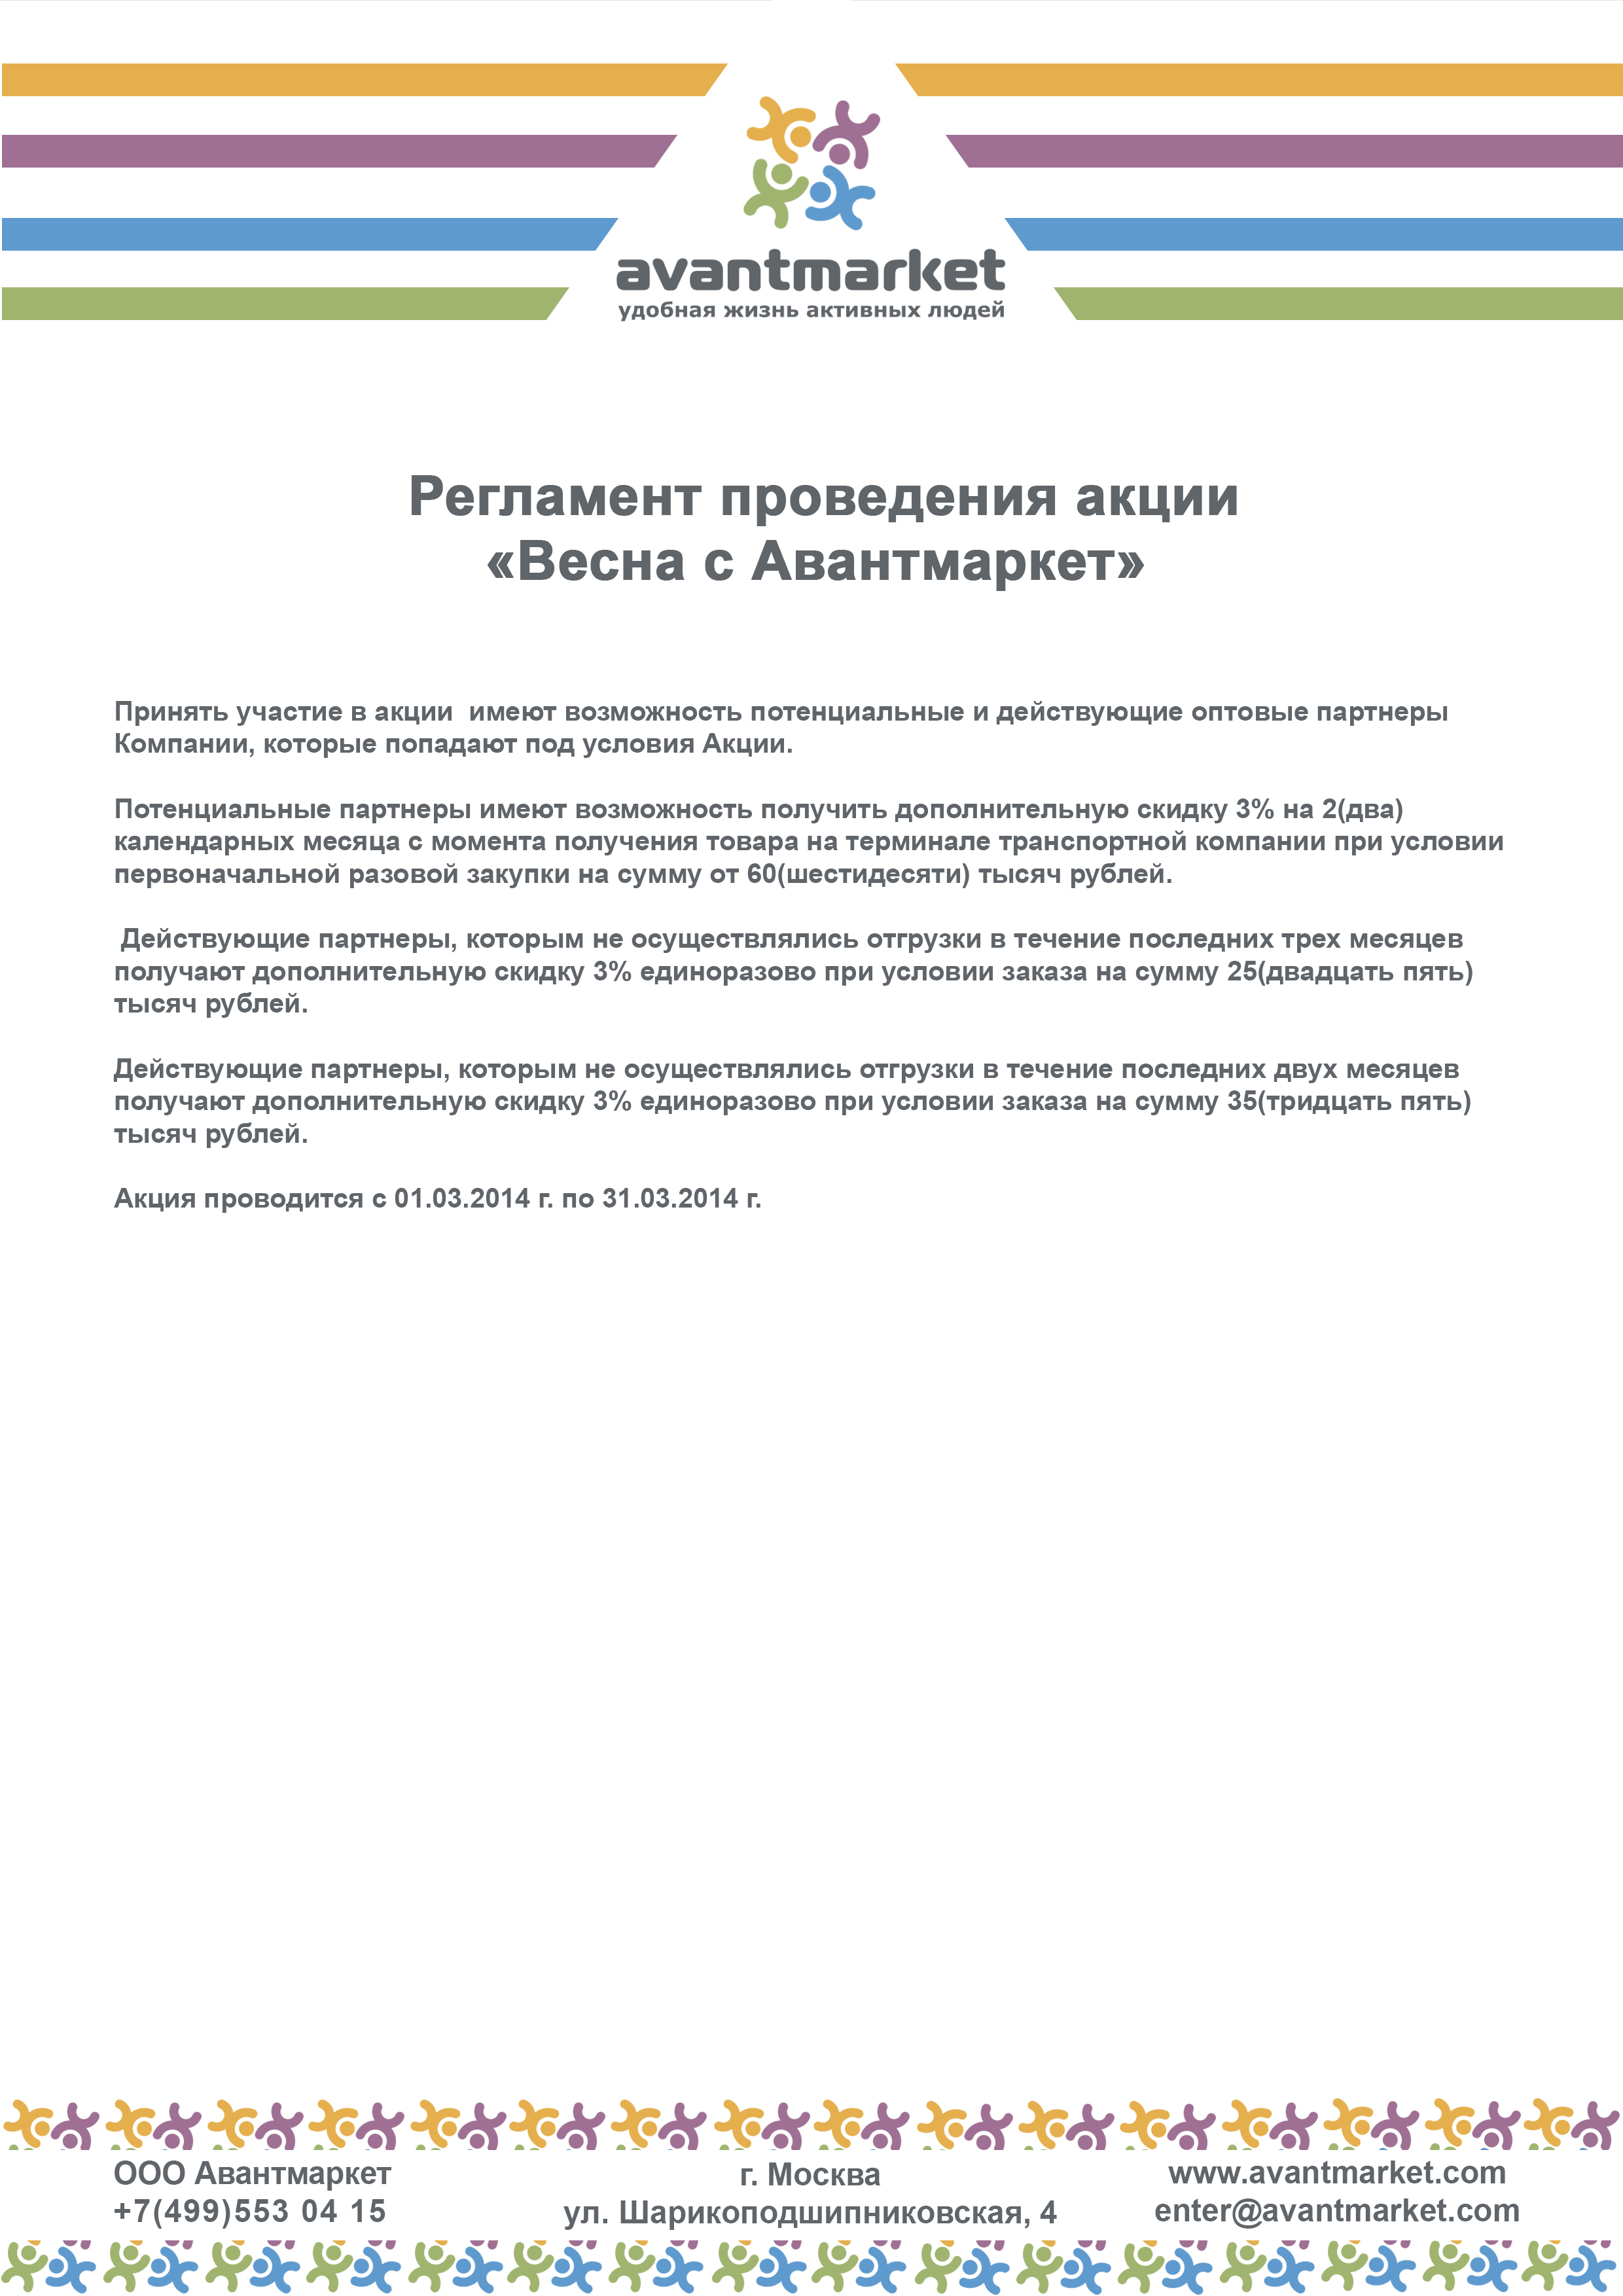 avantmarket
удобная жизнь активных людей
Регламент проведения акции
«Весна с Авантмаркет»
Принять участие в акции  имеют возможность потенциальные и действующие оптовые партнеры
Компании, которые попадают под условия Акции.
Потенциальные партнеры имеют возможность получить дополнительную скидку 3% на 2(два)
календарных месяца с момента получения товара на терминале транспортной компании при условии
первоначальной разовой закупки на сумму от 60(шестидесяти) тысяч рублей.
Действующие партнеры, которым не осуществлялись отгрузки в течение последних трех месяцев
получают дополнительную скидку 3% единоразово при условии заказа на сумму 25(двадцать пять)
тысяч рублей.
Действующие партнеры, которым не осуществлялись отгрузки в течение последних двух месяцев
получают дополнительную скидку 3% единоразово при условии заказа на сумму 35(тридцать пять)
тысяч рублей.
Акция проводится с 01.03.2014 г. по 31.03.2014 г.
ООО Авантмаркет
+7(499)553 04 15
г. Москва
ул. Шарикоподшипниковская, 4
www.avantmarket.com
enter@avantmarket.com